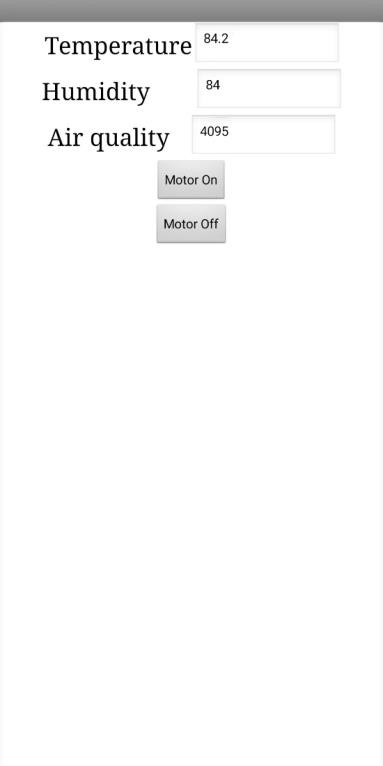 Temperature 84.2
Humidity 84
Air quality 4095
Motor On
Motor Off